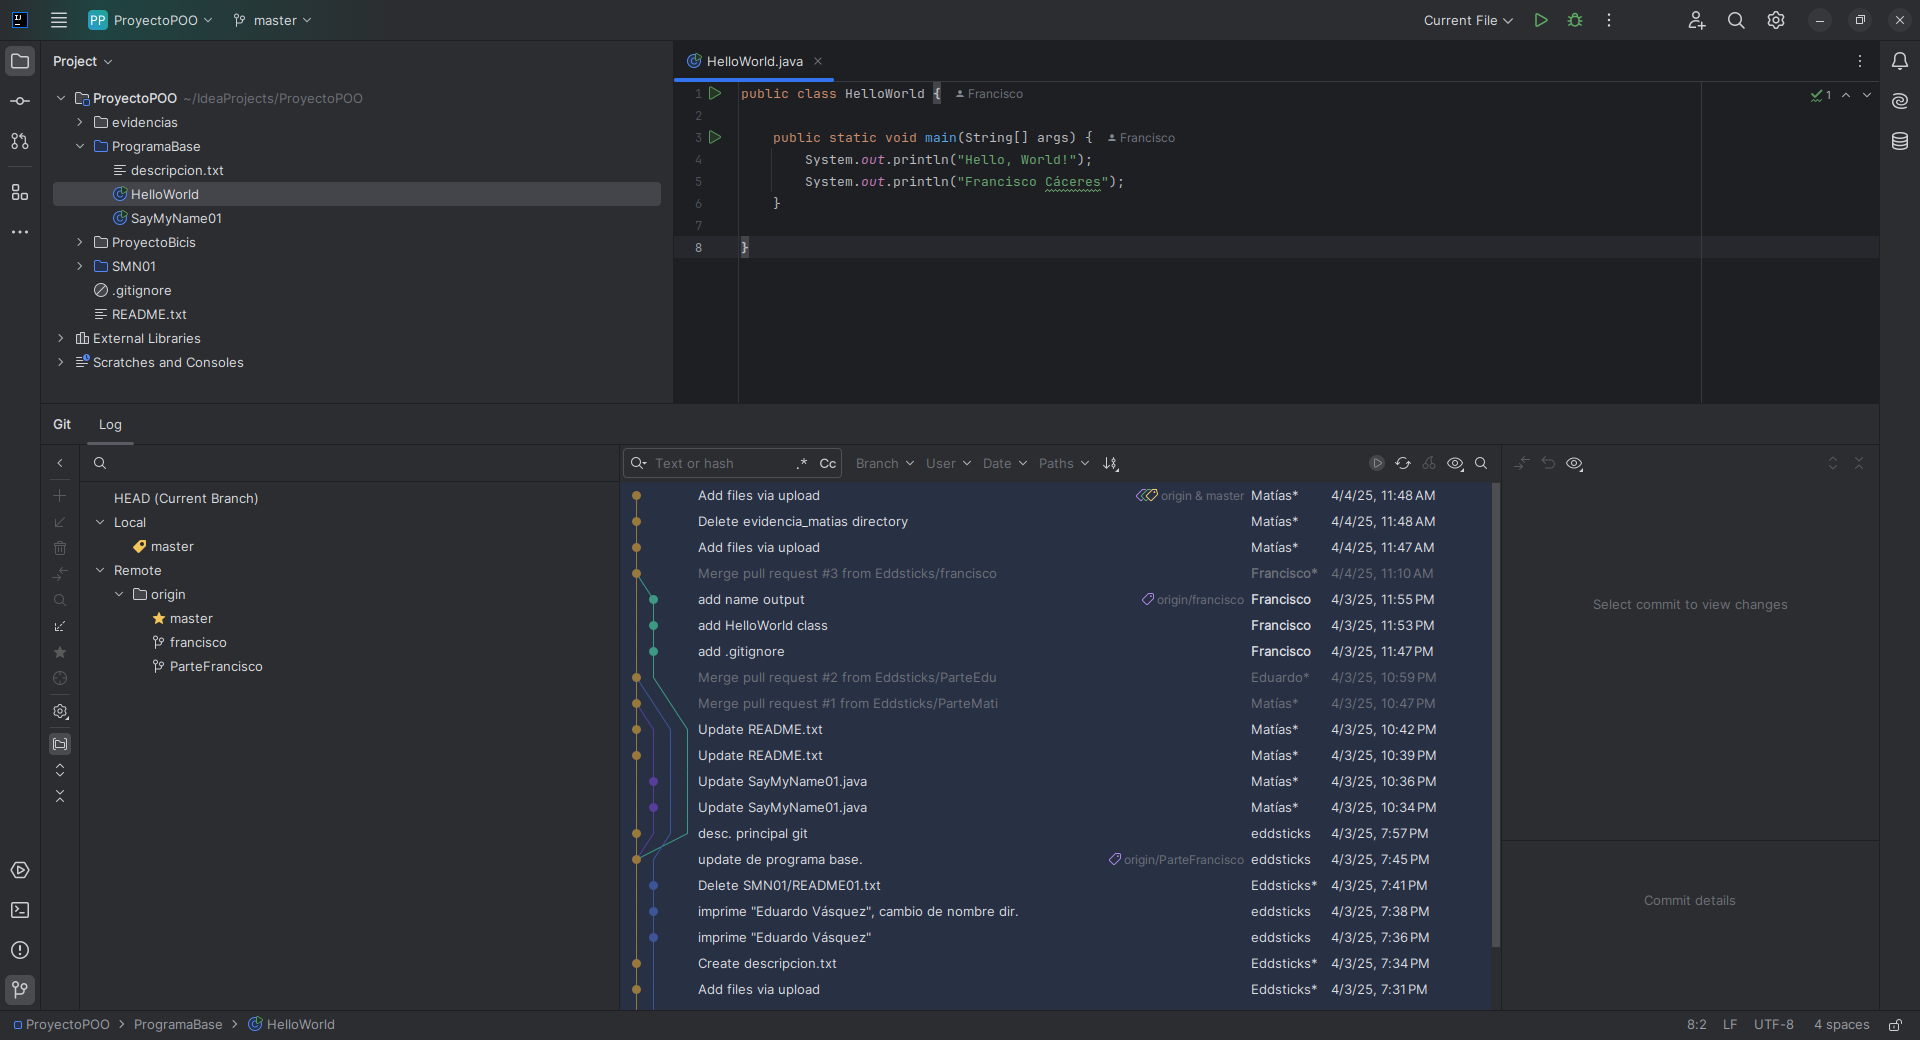 PP ProyectoPOO master Current File
Project
ProyectoPOO ~/IdeaProjects/ProyectoPOO
evidencias
ProgramaBase
descripcion.txt
HelloWorld
SayMyName01
ProyectoBicis
SMN01
.gitignore
README.txt
External Libraries
Scratches and Consoles
HelloWorld.java
1 public class HelloWorld { Francisco
2
3 public static void main(String[] args) { Francisco
4 System.out.println("Hello, World!");
5 System.out.println("Francisco Cáceres");
6 }
7
8 }
1
Git Log
HEAD (Current Branch)
Local
master
Remote
origin
master
francisco
ParteFrancisco
Text or hash .* Cc Branch User Date Paths
Add files via upload origin & master Matías* 4/4/25, 11:48 AM
Delete evidencia_matias directory Matías* 4/4/25, 11:48 AM
Add files via upload Matías* 4/4/25, 11:47 AM
Merge pull request #3 from Eddsticks/francisco Francisco* 4/4/25, 11:10 AM
add name output origin/francisco Francisco 4/3/25, 11:55 PM
add HelloWorld class Francisco 4/3/25, 11:53 PM
add .gitignore Francisco 4/3/25, 11:47 PM
Merge pull request #2 from Eddsticks/ParteEdu Eduardo* 4/3/25, 10:59 PM
Merge pull request #1 from Eddsticks/ParteMati Matías* 4/3/25, 10:47 PM
Update README.txt Matías* 4/3/25, 10:42 PM
Update README.txt Matías* 4/3/25, 10:39 PM
Update SayMyName01.java Matías* 4/3/25, 10:36 PM
Update SayMyName01.java Matías* 4/3/25, 10:34 PM
desc. principal git eddsticks 4/3/25, 7:57 PM
update de programa base. origin/ParteFrancisco eddsticks 4/3/25, 7:45 PM
Delete SMN01/README01.txt Eddsticks* 4/3/25, 7:41 PM
imprime "Eduardo Vásquez", cambio de nombre dir. eddsticks 4/3/25, 7:38 PM
imprime "Eduardo Vásquez" eddsticks 4/3/25, 7:36 PM
Create descripcion.txt Eddsticks* 4/3/25, 7:34 PM
Add files via upload Eddsticks* 4/3/25, 7:31 PM
Select commit to view changes
Commit details
ProyectoPOO ProgramaBase HelloWorld 8:2 LF UTF-8 4 spaces